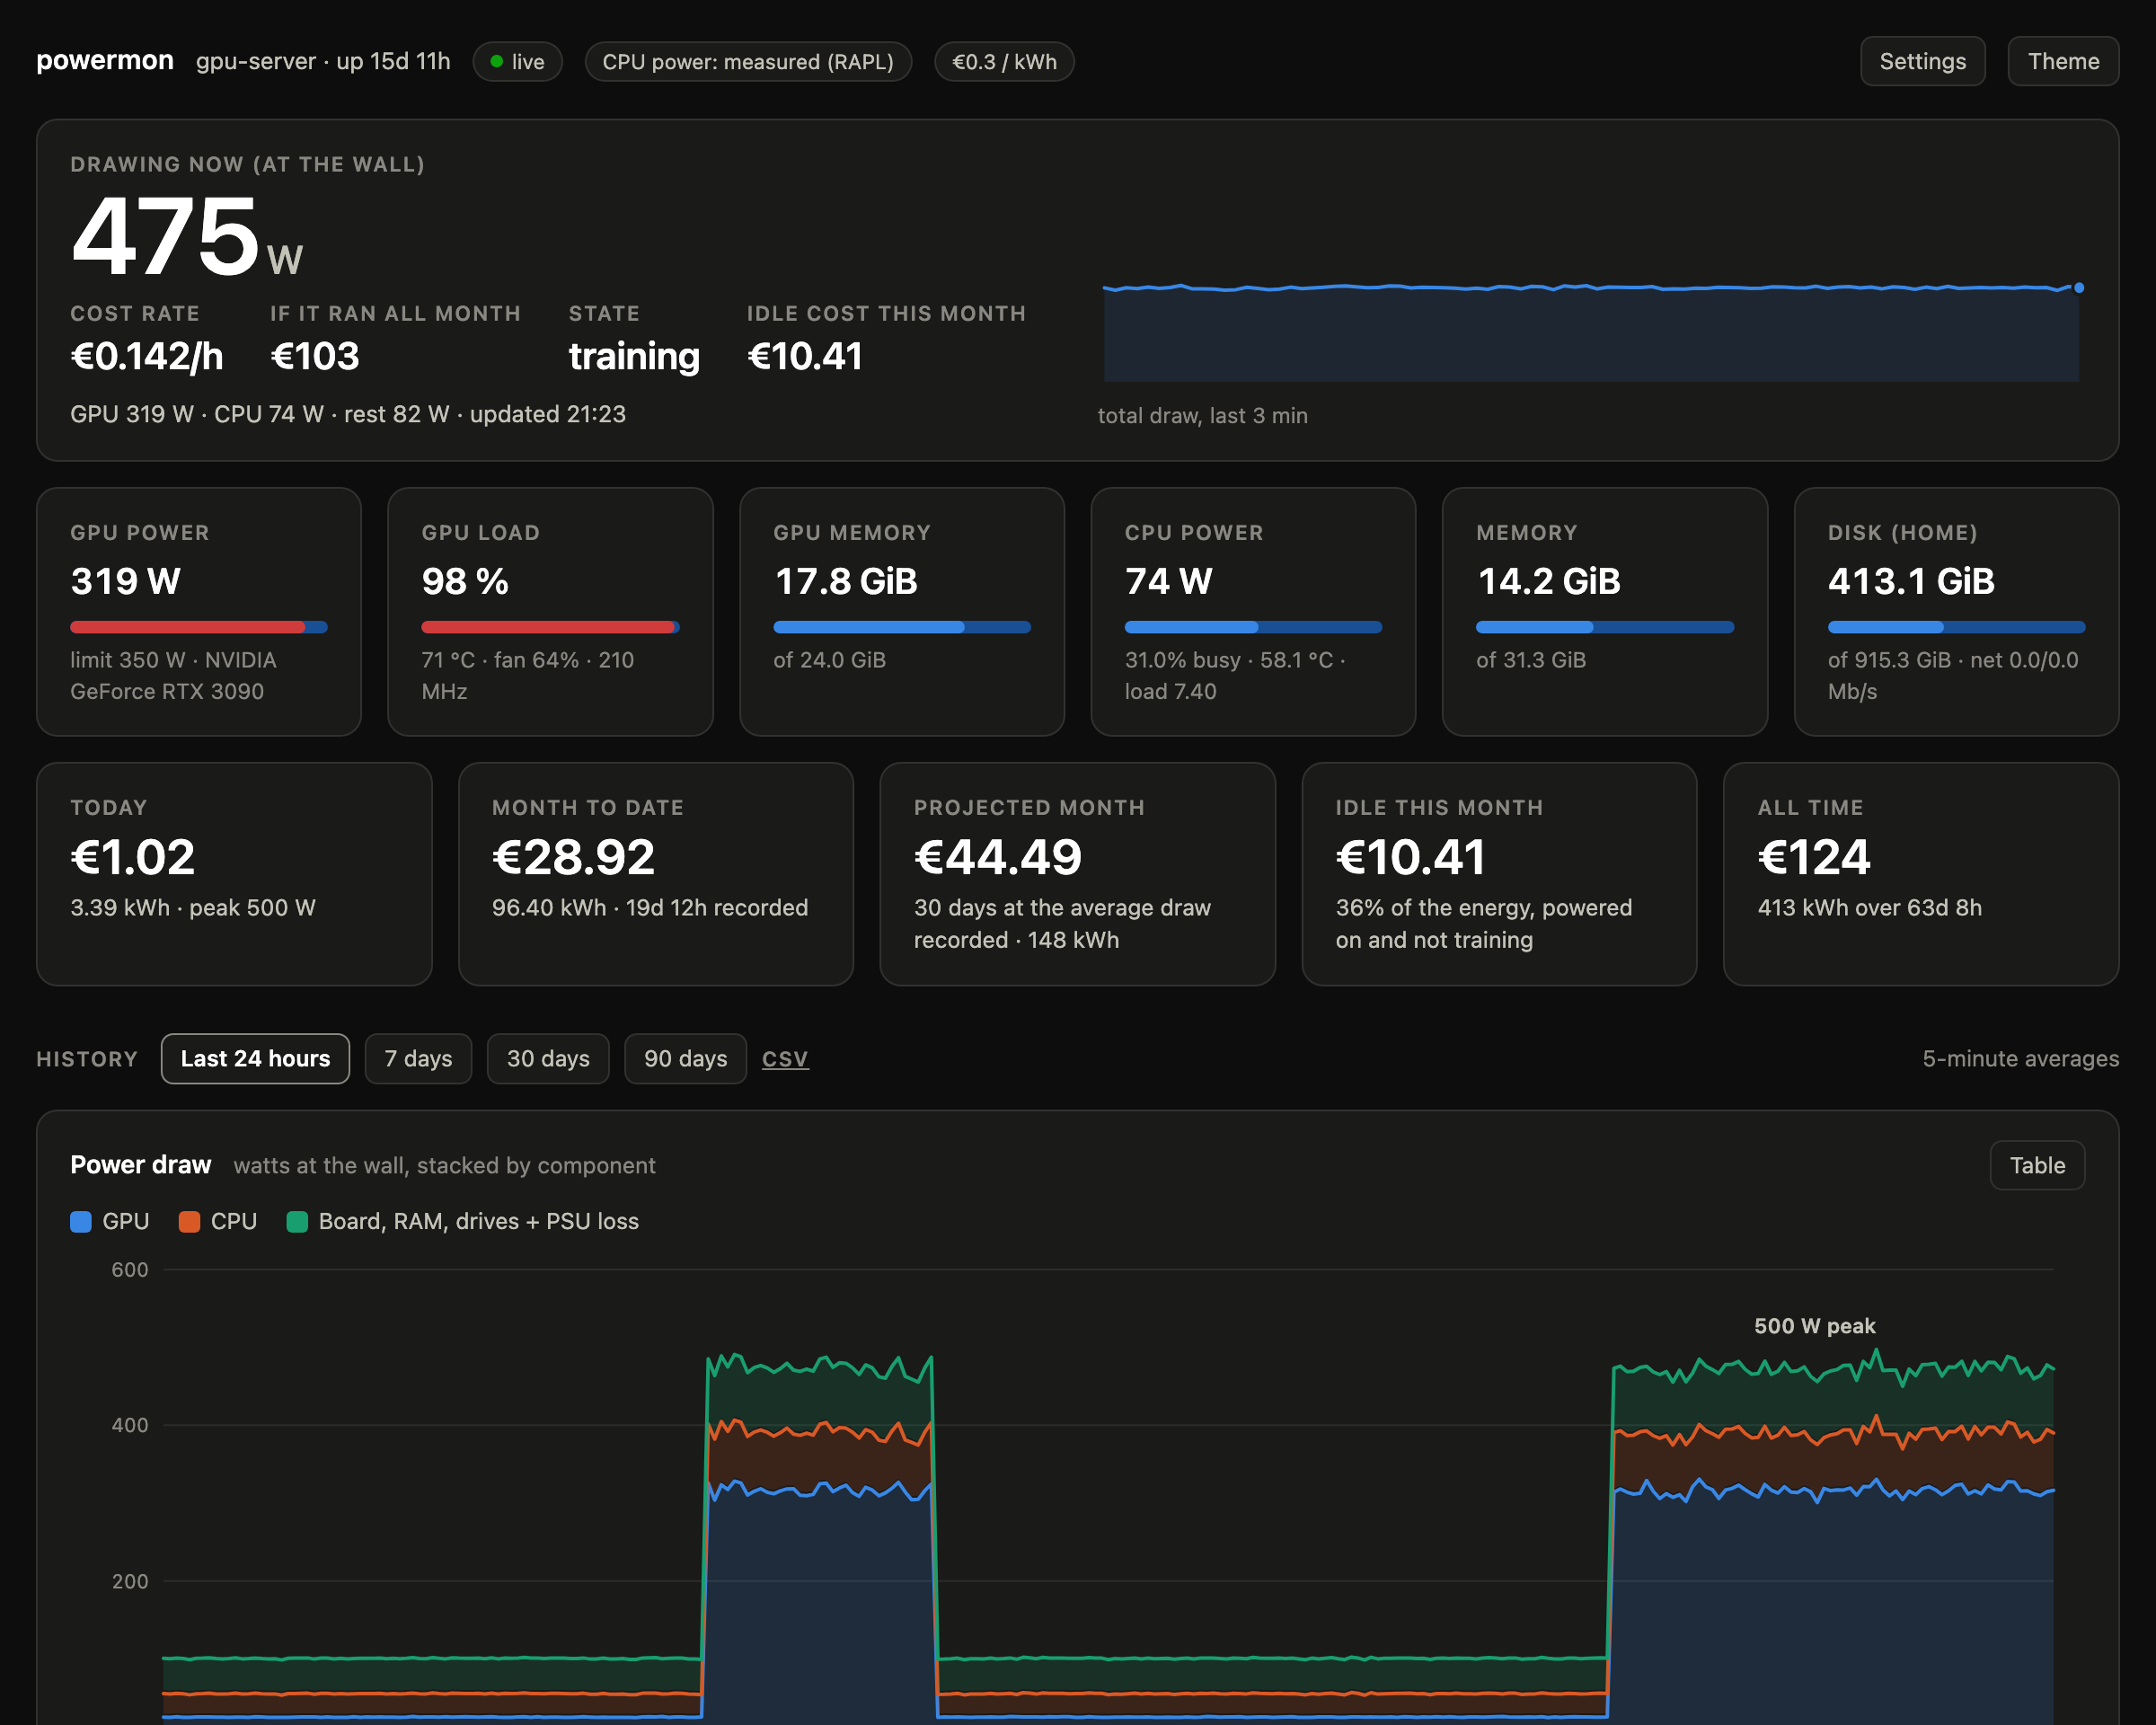 powermon gpu-server · up 15d 11h live CPU power: measured (RAPL) €0.3 / kWh Settings Theme
DRAWING NOW (AT THE WALL)
475 W
COST RATE IF IT RAN ALL MONTH STATE IDLE COST THIS MONTH
€0.142/h €103 training €10.41
GPU 319 W · CPU 74 W · rest 82 W · updated 21:23
total draw, last 3 min
GPU POWER
319 W
limit 350 W · NVIDIA
GeForce RTX 3090
GPU LOAD
98 %
71 °C · fan 64% · 210
MHz
GPU MEMORY
17.8 GiB
of 24.0 GiB
CPU POWER
74 W
31.0% busy · 58.1 °C ·
load 7.40
MEMORY
14.2 GiB
of 31.3 GiB
DISK (HOME)
413.1 GiB
of 915.3 GiB · net 0.0/0.0
Mb/s
TODAY
€1.02
3.39 kWh · peak 500 W
MONTH TO DATE
€28.92
96.40 kWh · 19d 12h recorded
PROJECTED MONTH
€44.49
30 days at the average draw
recorded · 148 kWh
IDLE THIS MONTH
€10.41
36% of the energy, powered
on and not training
ALL TIME
€124
413 kWh over 63d 8h
HISTORY Last 24 hours 7 days 30 days 90 days CSV 5-minute averages
Power draw watts at the wall, stacked by component Table
GPU CPU Board, RAM, drives + PSU loss
600
500 W peak
400
200